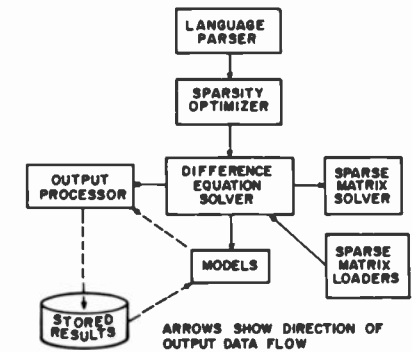 LANGUAGE
PARSER
SPARSITY
OPTIMIZER
OUTPUT
PROCESSOR
DIFFERENCE
EQUATION
SOLVER
SPARSE
MATRIX
SOLVER
MODELS
SPARSE
MATRIX
LOADERS
STORED
RESULTS
ARROWS SHOW DIRECTION OF
OUTPUT DATA FLOW